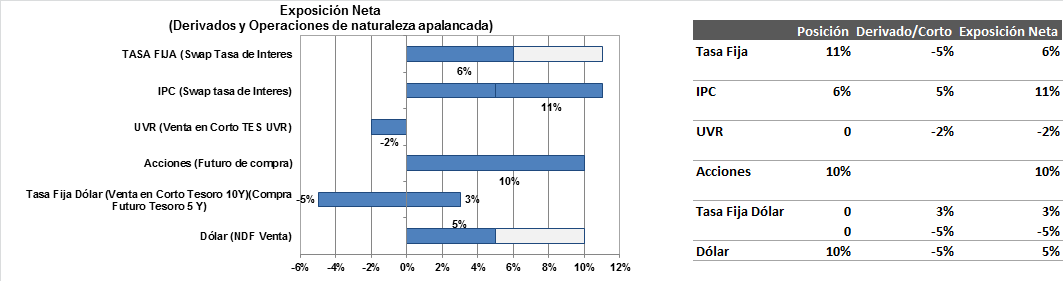 Exposición Neta
(Derivados y Operaciones de naturaleza apalancada)
TASA FIJA (Swap Tasa de Interes
6%
IPC (Swap tasa de Interes)
11%
UVR (Venta en Corto TES UVR)
-2%
Acciones (Futuro de compra)
10%
Tasa Fija Dólar (Venta en Corto Tesoro 10Y)(Compra
Futuro Tesoro 5 Y)
-5% 3%
5%
Dólar (NDF Venta)
-6% -4% -2% 0% 2% 4% 6% 8% 10% 12%
Posición Derivado/Corto Exposición Neta
Tasa Fija 11% -5% 6%
IPC 6% 5% 11%
UVR 0 -2% -2%
Acciones 10% 10%
Tasa Fija Dólar 0 3% 3%
0 -5% -5%
Dólar 10% -5% 5%